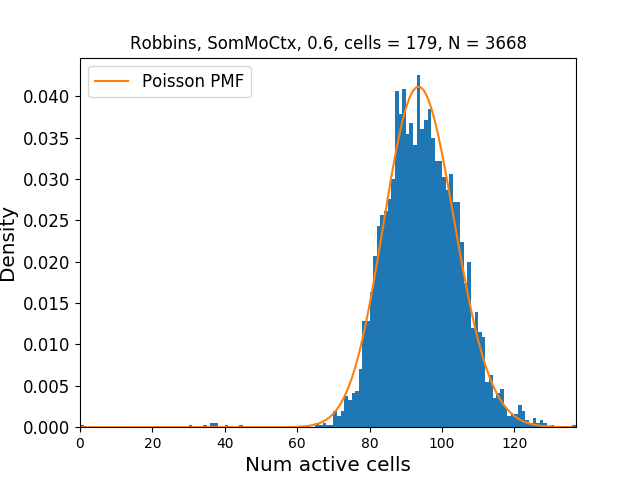 Robbins, SomMoCtx, 0.6, cells = 179, N = 3668
Poisson PMF
0.040
0.035
0.030
0.025
0.020
0.015
0.010
0.005
0.000
Density
0 20 40 60 80 100 120
Num active cells